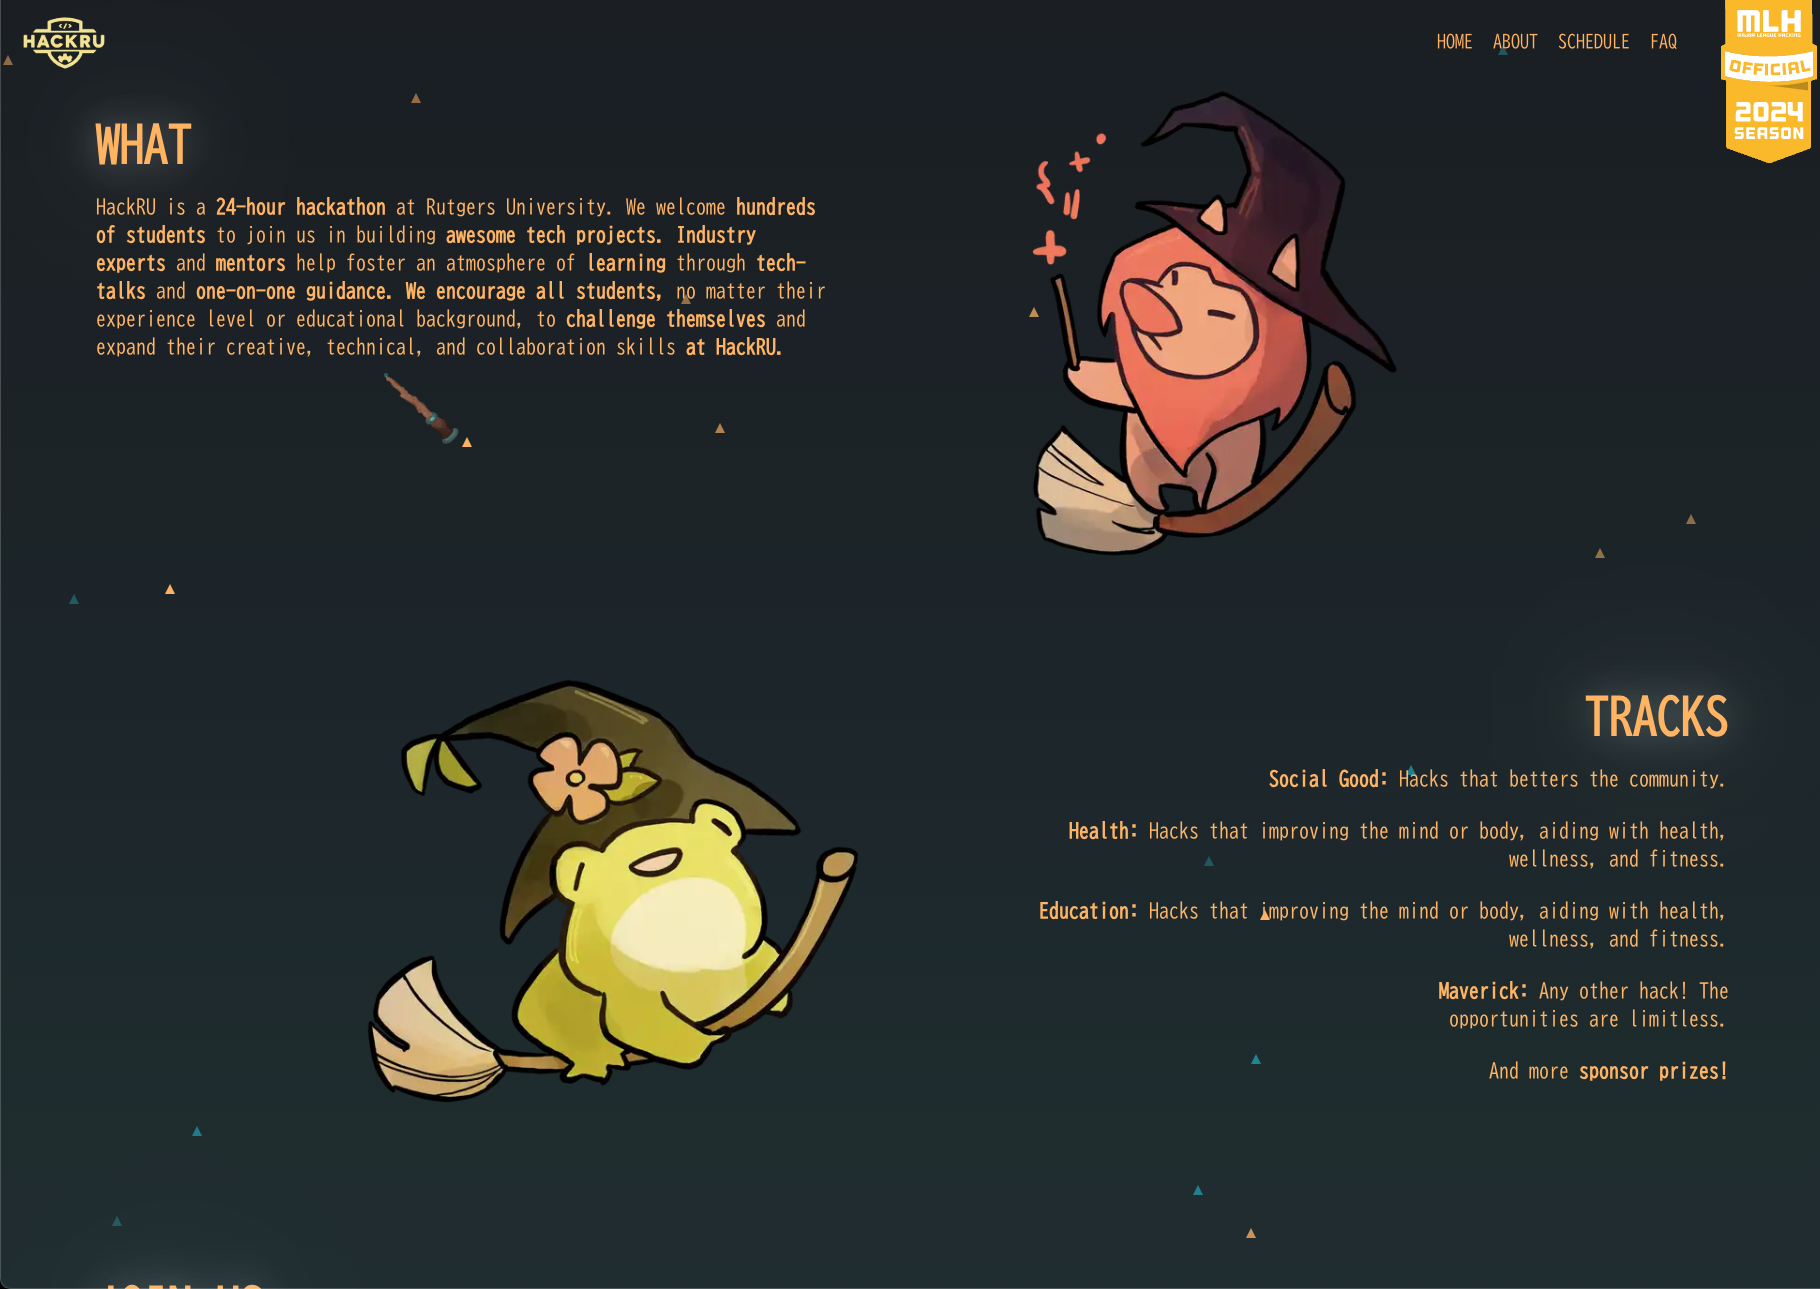 HACKRU
HOME ABOUT SCHEDULE FAQ
MLH
MAJOR LEAGUE HACKING
OFFICIAL
2024
SEASON
WHAT
HackRU is a 24-hour hackathon at Rutgers University. We welcome hundreds
of students to join us in building awesome tech projects. Industry
experts and mentors help foster an atmosphere of learning through tech-
talks and one-on-one guidance. We encourage all students, no matter their
experience level or educational background, to challenge themselves and
expand their creative, technical, and collaboration skills at HackRU.
TRACKS
Social Good: Hacks that betters the community.
Health: Hacks that improving the mind or body, aiding with health,
wellness, and fitness.
Education: Hacks that improving the mind or body, aiding with health,
wellness, and fitness.
Maverick: Any other hack! The
opportunities are limitless.
And more sponsor prizes!
JOIN US